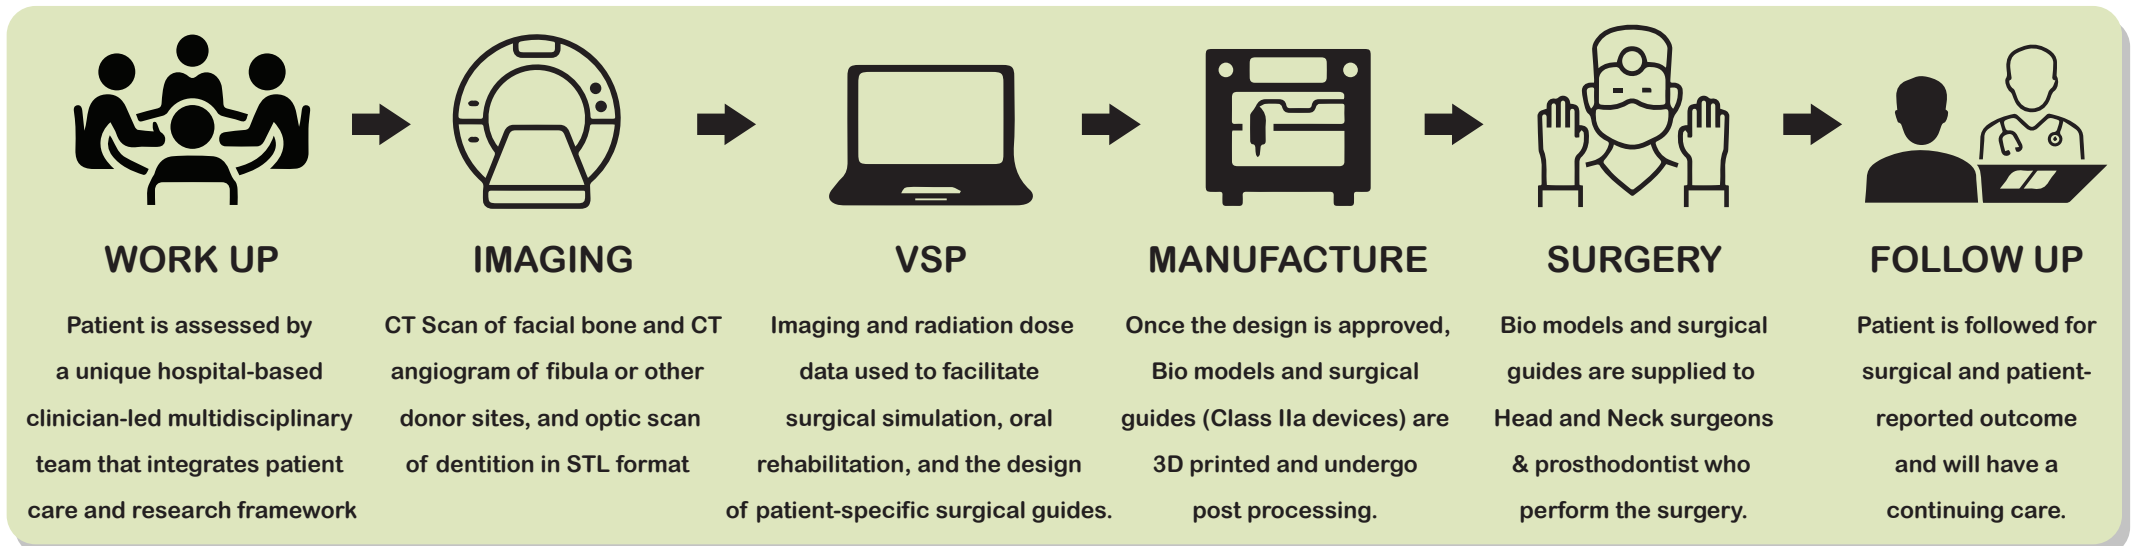 WORK UP
Patient is assessed by
a unique hospital-based
clinician-led multidisciplinary
team that integrates patient
care and research framework
IMAGING
CT Scan of facial bone and CT
angiogram of fibula or other
donor sites, and optic scan
of dentition in STL format
VSP
Imaging and radiation dose
data used to facilitate
surgical simulation, oral
rehabilitation, and the design
of patient-specific surgical guides.
MANUFACTURE
Once the design is approved,
Bio models and surgical
guides (Class IIa devices) are
3D printed and undergo
post processing.
SURGERY
Bio models and surgical
guides are supplied to
Head and Neck surgeons
& prosthodontist who
perform the surgery.
FOLLOW UP
Patient is followed for
surgical and patient-
reported outcome
and will have a
continuing care.